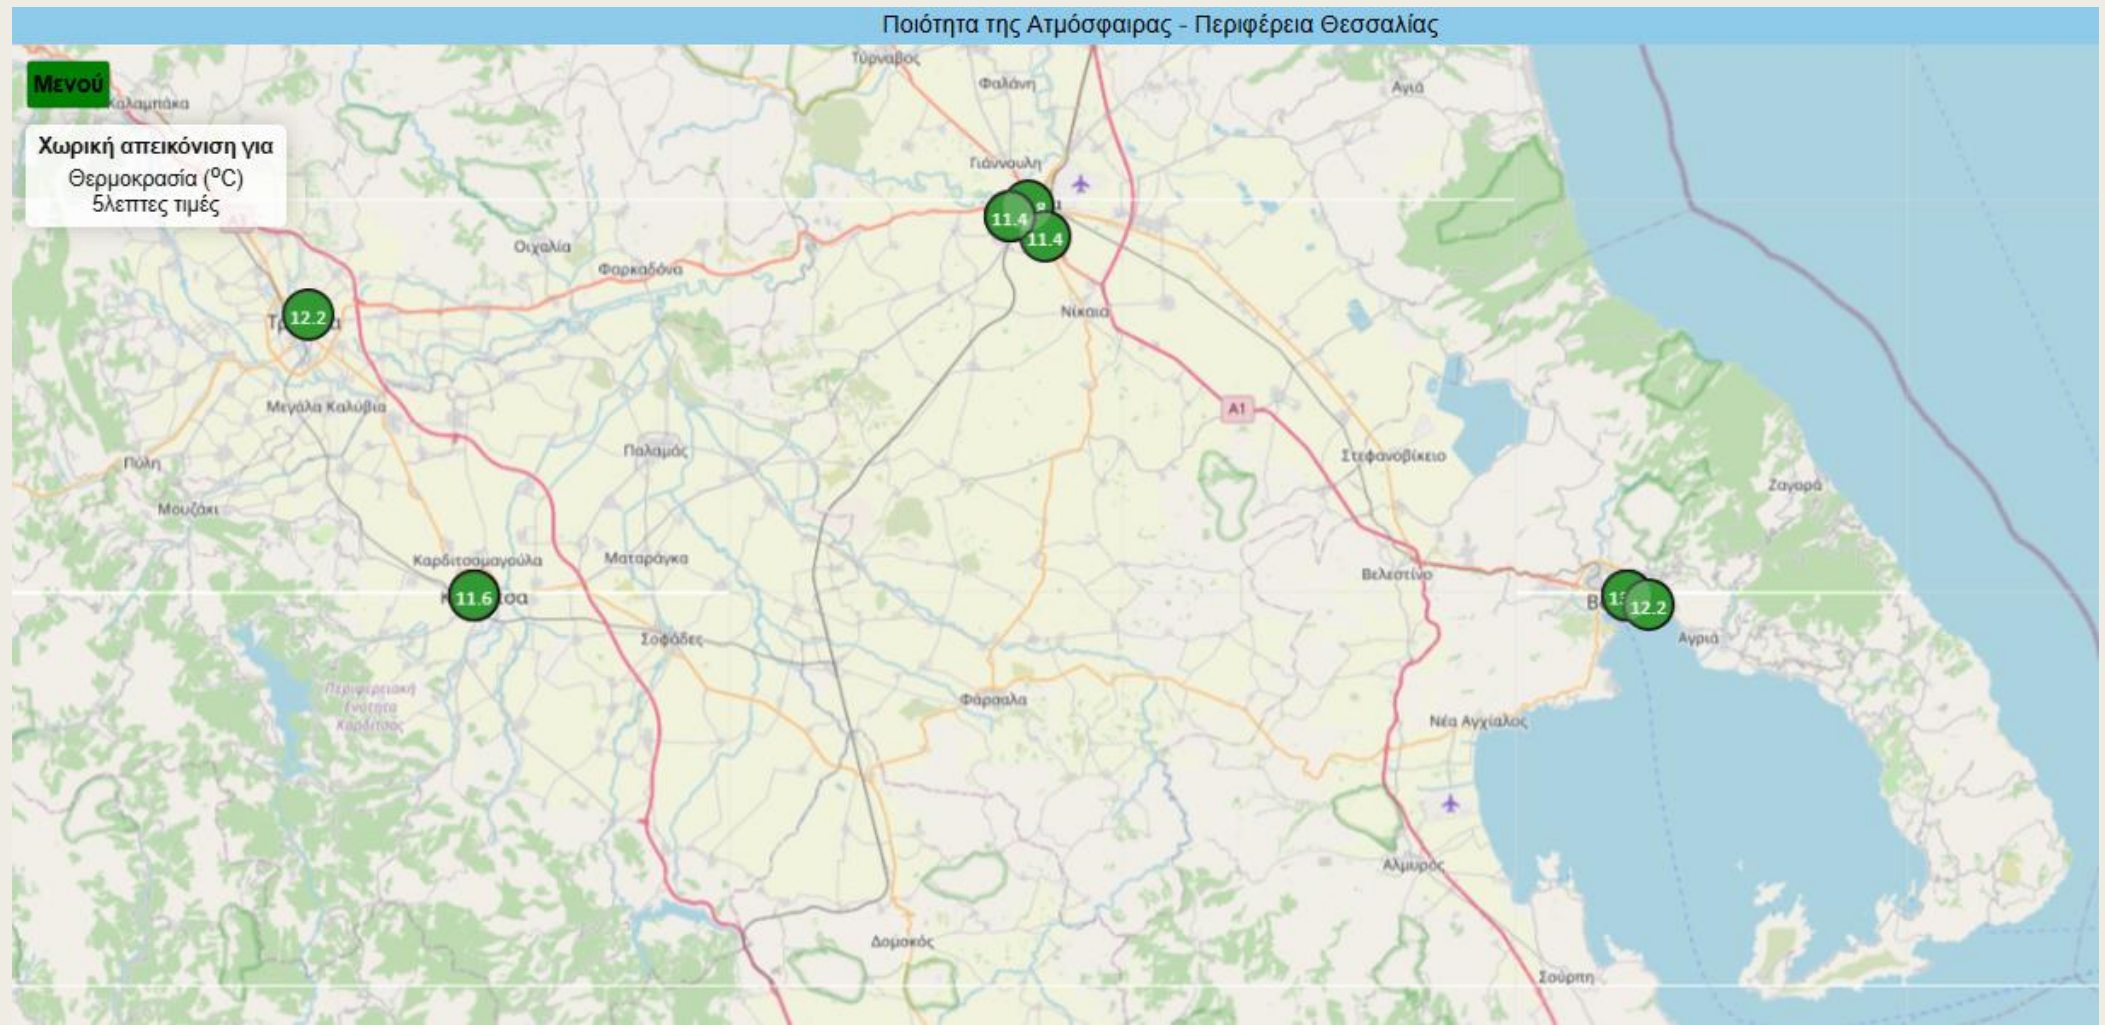 Ποιότητα της Ατμόσφαιρας - Περιφέρεια Θεσσαλίας
Μενού
Χωρική απεικόνιση για
Θερμοκρασία (⁰C)
5λεπτες τιμές
Τύρναβος
Φαλάνη
Αγιά
Καλαμπάκα
Γιάννουλη
11.4
11.4
Οιχαλία
Φαρκαδόνα
12.2
Νίκαια
Μεγάλα Καλύβια
A1
Παλαμάς
Στεφανοβίκειο
Πύλη
Ζαγορά
Μουζάκι
Καρδιτσομαγούλα
Ματαράγκα
Βελεστίνο
11.6
12.2
Σοφάδες
Αγριά
Περιφερειακή
Ενότητα
Καρδίτσας
Φάρσαλα
Νέα Αγχίαλος
Αλμυρός
Δομοκός
Σούρπη